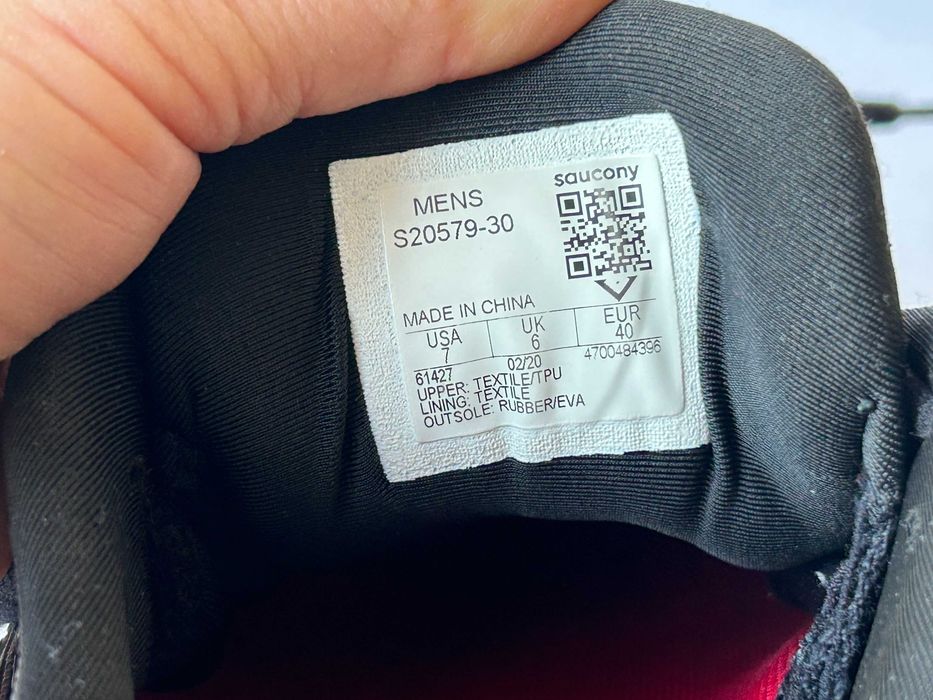 saucony
MENS
S20579-30
MADE IN CHINA
USA UK EUR
7 6 40
61427 02/20 4700484396
UPPER: TEXTILE/TPU
LINING: TEXTILE
OUTSOLE: RUBBER/EVA